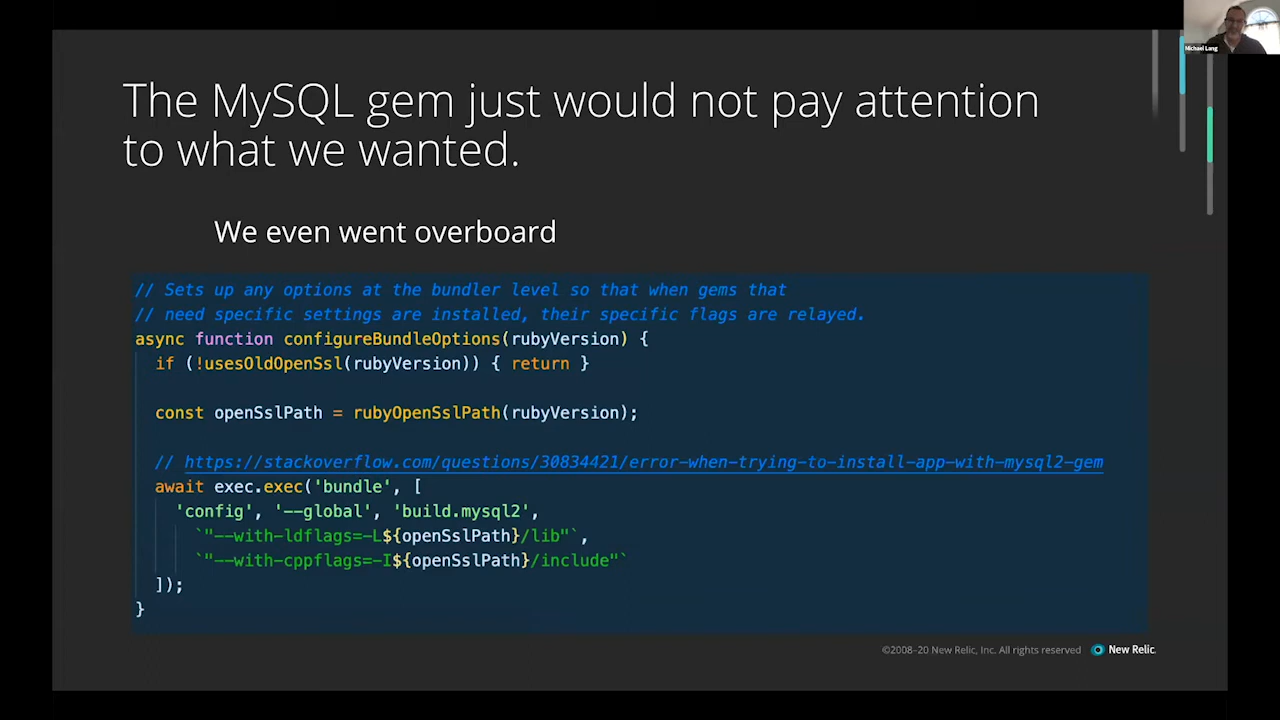 Michael Lang
The MySQL gem just would not pay attention
to what we wanted.
We even went overboard
// Sets up any options at the bundler level so that when gems that
// need specific settings are installed, their specific flags are relayed.
async function configureBundleOptions(rubyVersion) {
if (!usesOldOpenSsl(rubyVersion)) { return }
const openSslPath = rubyOpenSslPath(rubyVersion);
// https://stackoverflow.com/questions/30834421/error-when-trying-to-install-app-with-mysql2-gem
await exec.exec('bundle', [
'config', '--global', 'build.mysql2',
`"--with-ldflags=-L${openSslPath}/lib"`,
`"--with-cppflags=-I${openSslPath}/include"`
]);
}
©2008-20 New Relic, Inc. All rights reserved New Relic.